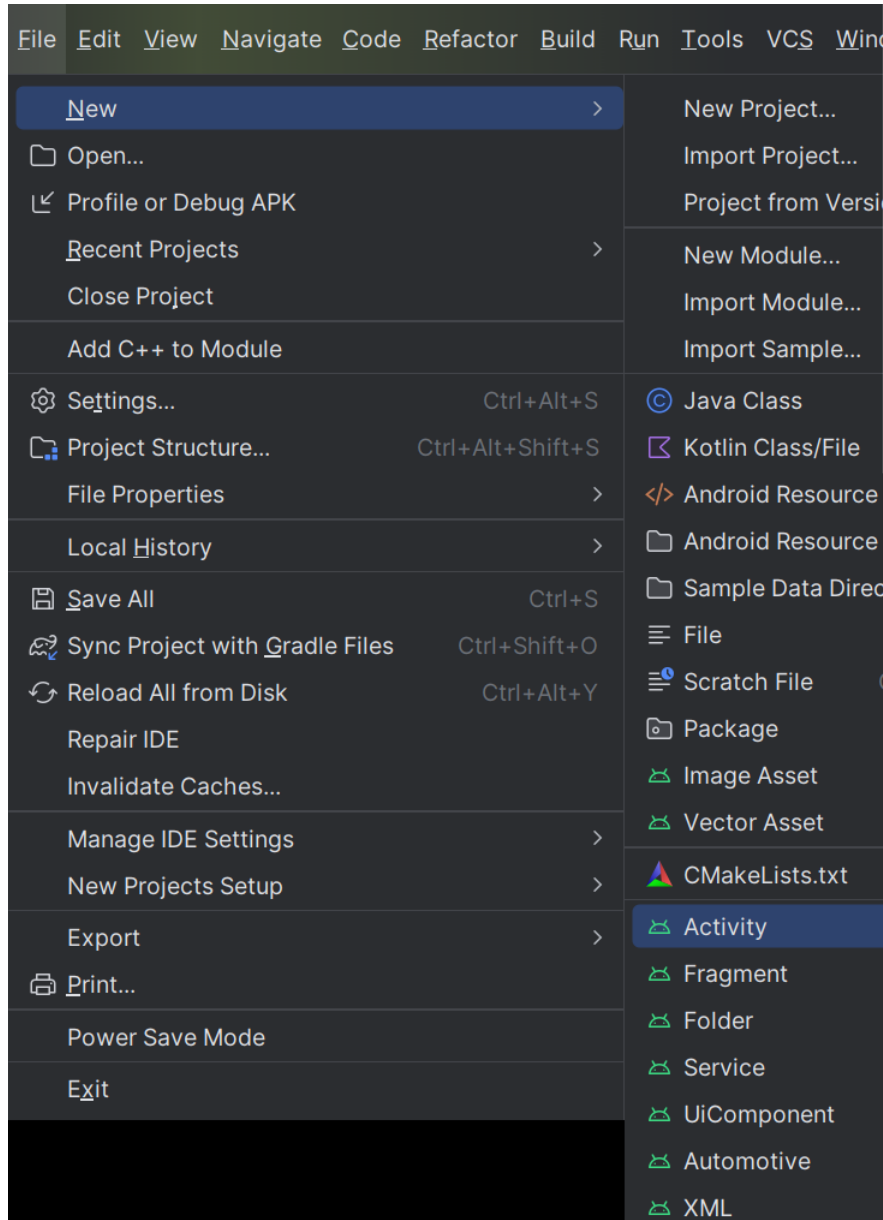 File Edit View Navigate Code Refactor Build Run Tools VCS
New
Open...
Profile or Debug APK
Recent Projects
Close Project
Add C++ to Module
Settings... Ctrl+Alt+S
Project Structure... Ctrl+Alt+Shift+S
File Properties
Local History
Save All Ctrl+S
Sync Project with Gradle Files Ctrl+Shift+O
Reload All from Disk Ctrl+Alt+Y
Repair IDE
Invalidate Caches...
Manage IDE Settings
New Projects Setup
Export
Print...
Power Save Mode
Exit
New Project...
Import Project...
Project from
New Module...
Import Module...
Import Sample...
Java Class
Kotlin Class/File
Android Resource
Android Resource
Sample Data
File
Scratch File
Package
Image Asset
Vector Asset
CMakeLists.txt
Activity
Fragment
Folder
Service
UiComponent
Automotive
XML